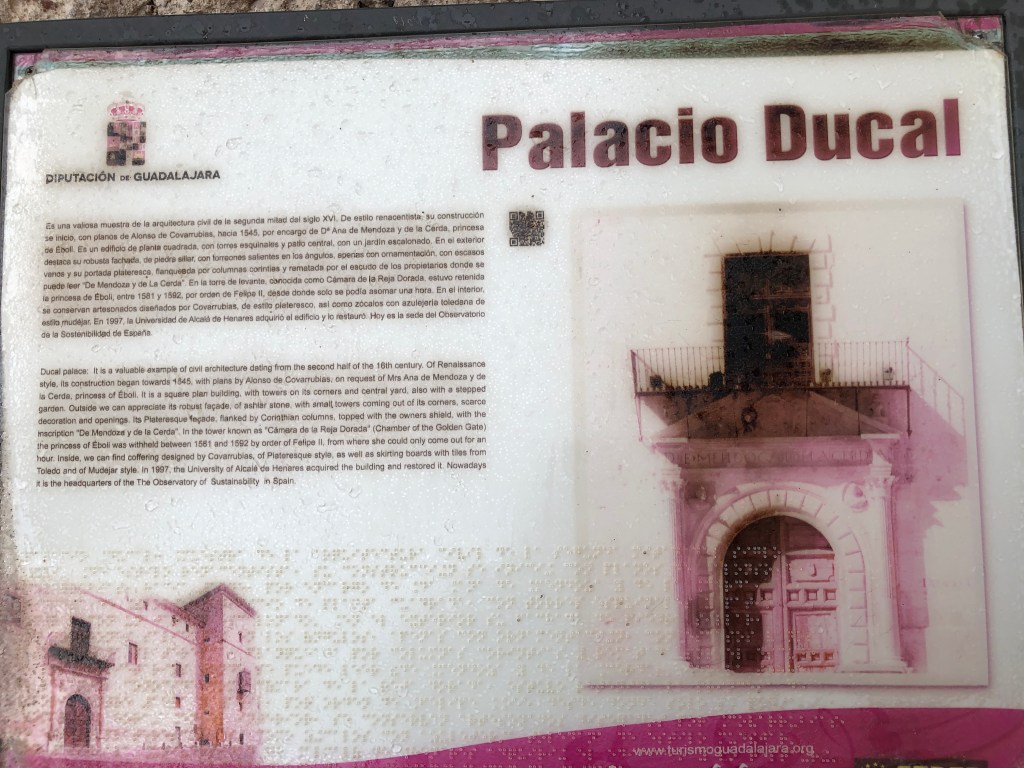 Palacio Ducal
DIPUTACIÓN DE GUADALAJARA
Es una valiosa muestra de la arquitectura civil de la segunda mitad del siglo XVI. De estilo renacentista, su construcción
se inició, con planos de Alonso de Covarrubias, hacia 1545, por encargo de Dª Ana de Mendoza y de la Cerda, princesa
de Éboli. Es un edificio de planta cuadrada, con torres esquinales y patio central, con un jardín escalonado. En el exterior
destaca su robusta fachada, de piedra sillar, con torreones salientes en los ángulos, apenas con ornamentación, con escasos
vanos y su portada plateresca, flanqueada por columnas corintias y rematada por el escudo de los propietarios donde se
puede leer "De Mendoza y de La Cerda". En la torre de levante, conocida como Cámara de la Reja Dorada, estuvo retenida
la princesa de Éboli, entre 1581 y 1592, por orden de Felipe II, desde donde solo se podía asomar una hora. En el interior,
se conservan artesonados diseñados por Covarrubias, de estilo plateresco, así como zócalos con azulejería toledana de
estilo mudéjar. En 1997, la Universidad de Alcalá de Henares adquirió el edificio y lo restauró. Hoy es la sede del Observatorio
de la Sostenibilidad de España.
Ducal palace: It is a valuable example of civil architecture dating from the second half of the 16th century. Of Renaissance
style, its construction began towards 1545, with plans by Alonso de Covarrubias, on request of Mrs Ana de Mendoza y de
la Cerda, princess of Éboli. It is a square plan building, with towers on its corners and central yard, also with a stepped
garden. Outside we can appreciate its robust façade, of ashlar stone, with small towers coming out of its corners, scarce
decoration and openings. Its Plateresque façade, flanked by Corinthian columns, topped with the owners shield, with the
inscription "De Mendoza y de la Cerda". In the tower known as "Cámara de la Reja Dorada" (Chamber of the Golden Gate)
the princess of Éboli was withheld between 1581 and 1592 by order of Felipe II, from where she could only come out for an
hour. Inside, we can find coffering designed by Covarrubias, of Plateresque style, as well as skirting boards with tiles from
Toledo and of Mudejar style. In 1997, the University of Alcalá de Henares acquired the building and restored it. Nowadays
it is the headquarters of the The Observatory of Sustainability in Spain.
www.turismoguadalajara.org